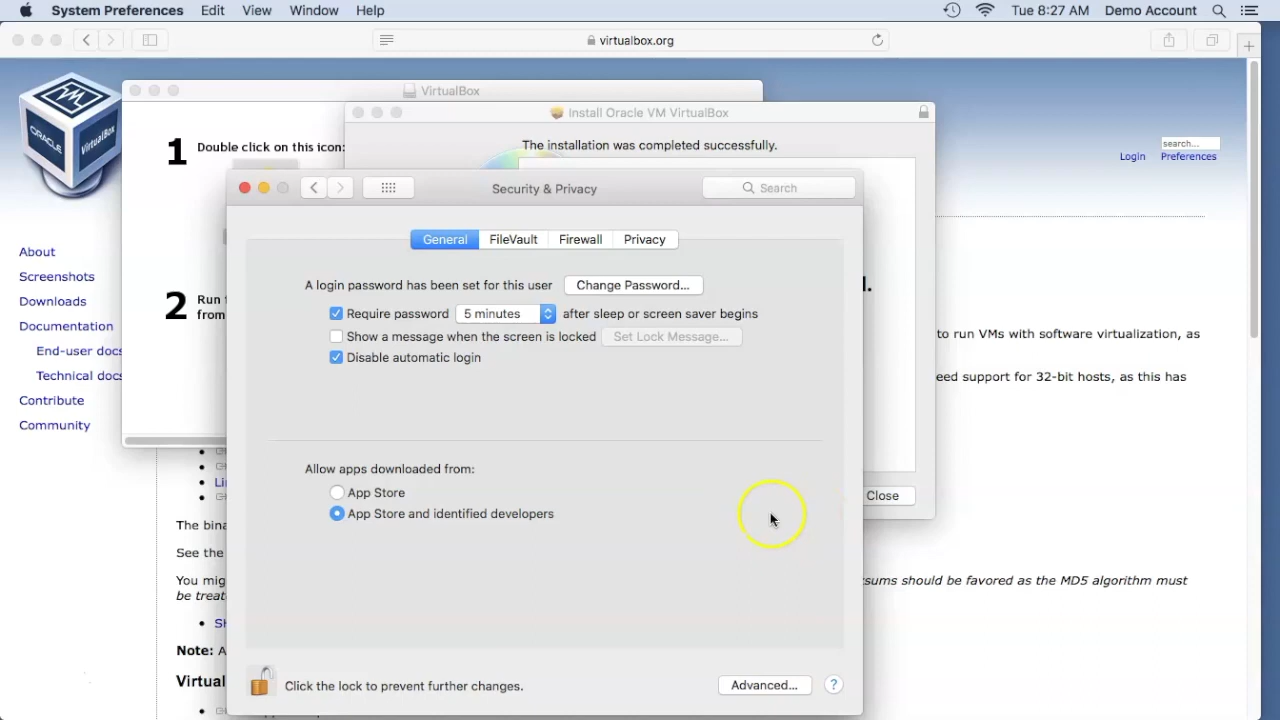 System Preferences Edit View Window Help Tue 8:27 AM Demo Account
virtualbox.org
VirtualBox
Install Oracle VM VirtualBox
ORACLE
VirtualBox
1 Double click on this icon:
The installation was completed successfully.
search...
Login Preferences
Security & Privacy
Search
General FileVault Firewall Privacy
About
Screenshots
Downloads
Documentation
End-user docs
Technical docs
Contribute
Community
2 Run
from
A login password has been set for this user Change Password...
Require password 5 minutes after sleep or screen saver begins
Show a message when the screen is locked Set Lock Message...
Disable automatic login
to run VMs with software virtualization, as
eed support for 32-bit hosts, as this has
Allow apps downloaded from:
App Store
App Store and identified developers
Close
The bina
See the
You mig
sums should be favored as the MD5 algorithm must
be treat
Note: A
Virtual
Click the lock to prevent further changes.
Advanced... ?